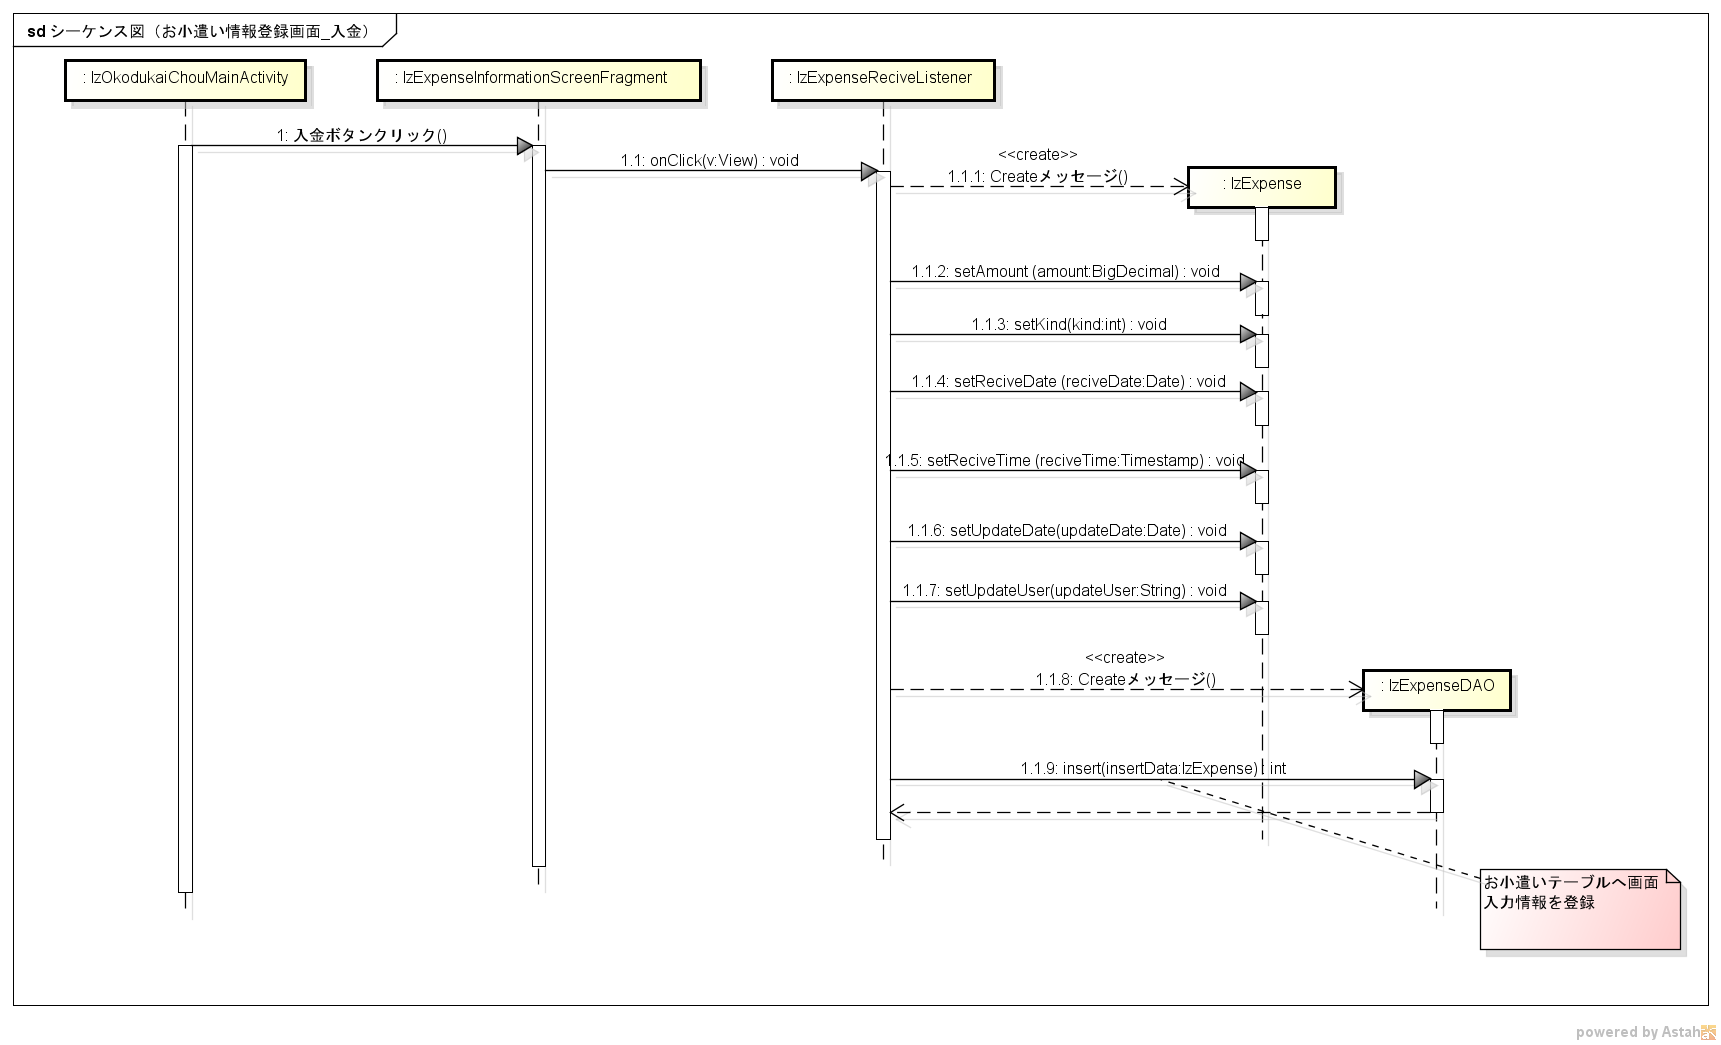 sd シーケンス図（お小遣い情報登録画面_入金）
: IzOkodukaiChouMainActivity
: IzExpenseInformationScreenFragment
: IzExpenseReciveListener
1: 入金ボタンクリック()
1.1: onClick(v:View) : void
<<create>>
1.1.1: Createメッセージ()
: IzExpense
1.1.2: setAmount (amount:BigDecimal) : void
1.1.3: setKind(kind:int) : void
1.1.4: setReciveDate (reciveDate:Date) : void
1.1.5: setReciveTime (reciveTime:Timestamp) : void
1.1.6: setUpdateDate(updateDate:Date) : void
1.1.7: setUpdateUser(updateUser:String) : void
<<create>>
1.1.8: Createメッセージ()
: IzExpenseDAO
1.1.9: insert(insertData:IzExpense) : int
お小遣いテーブルへ画面
入力情報を登録
powered by Astah